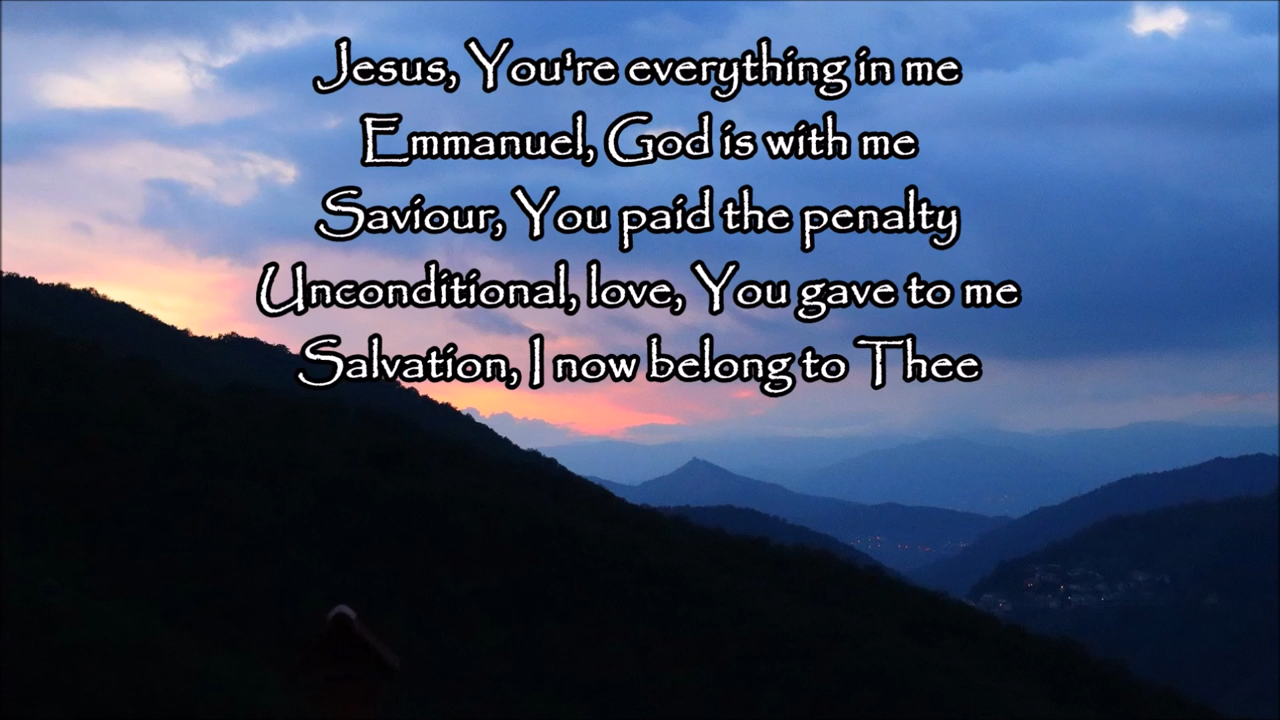 Jesus, You're everything in me
Emmanuel, God is with me
Saviour, You paid the penalty
Unconditional, love, You gave to me
Salvation, I now belong to Thee